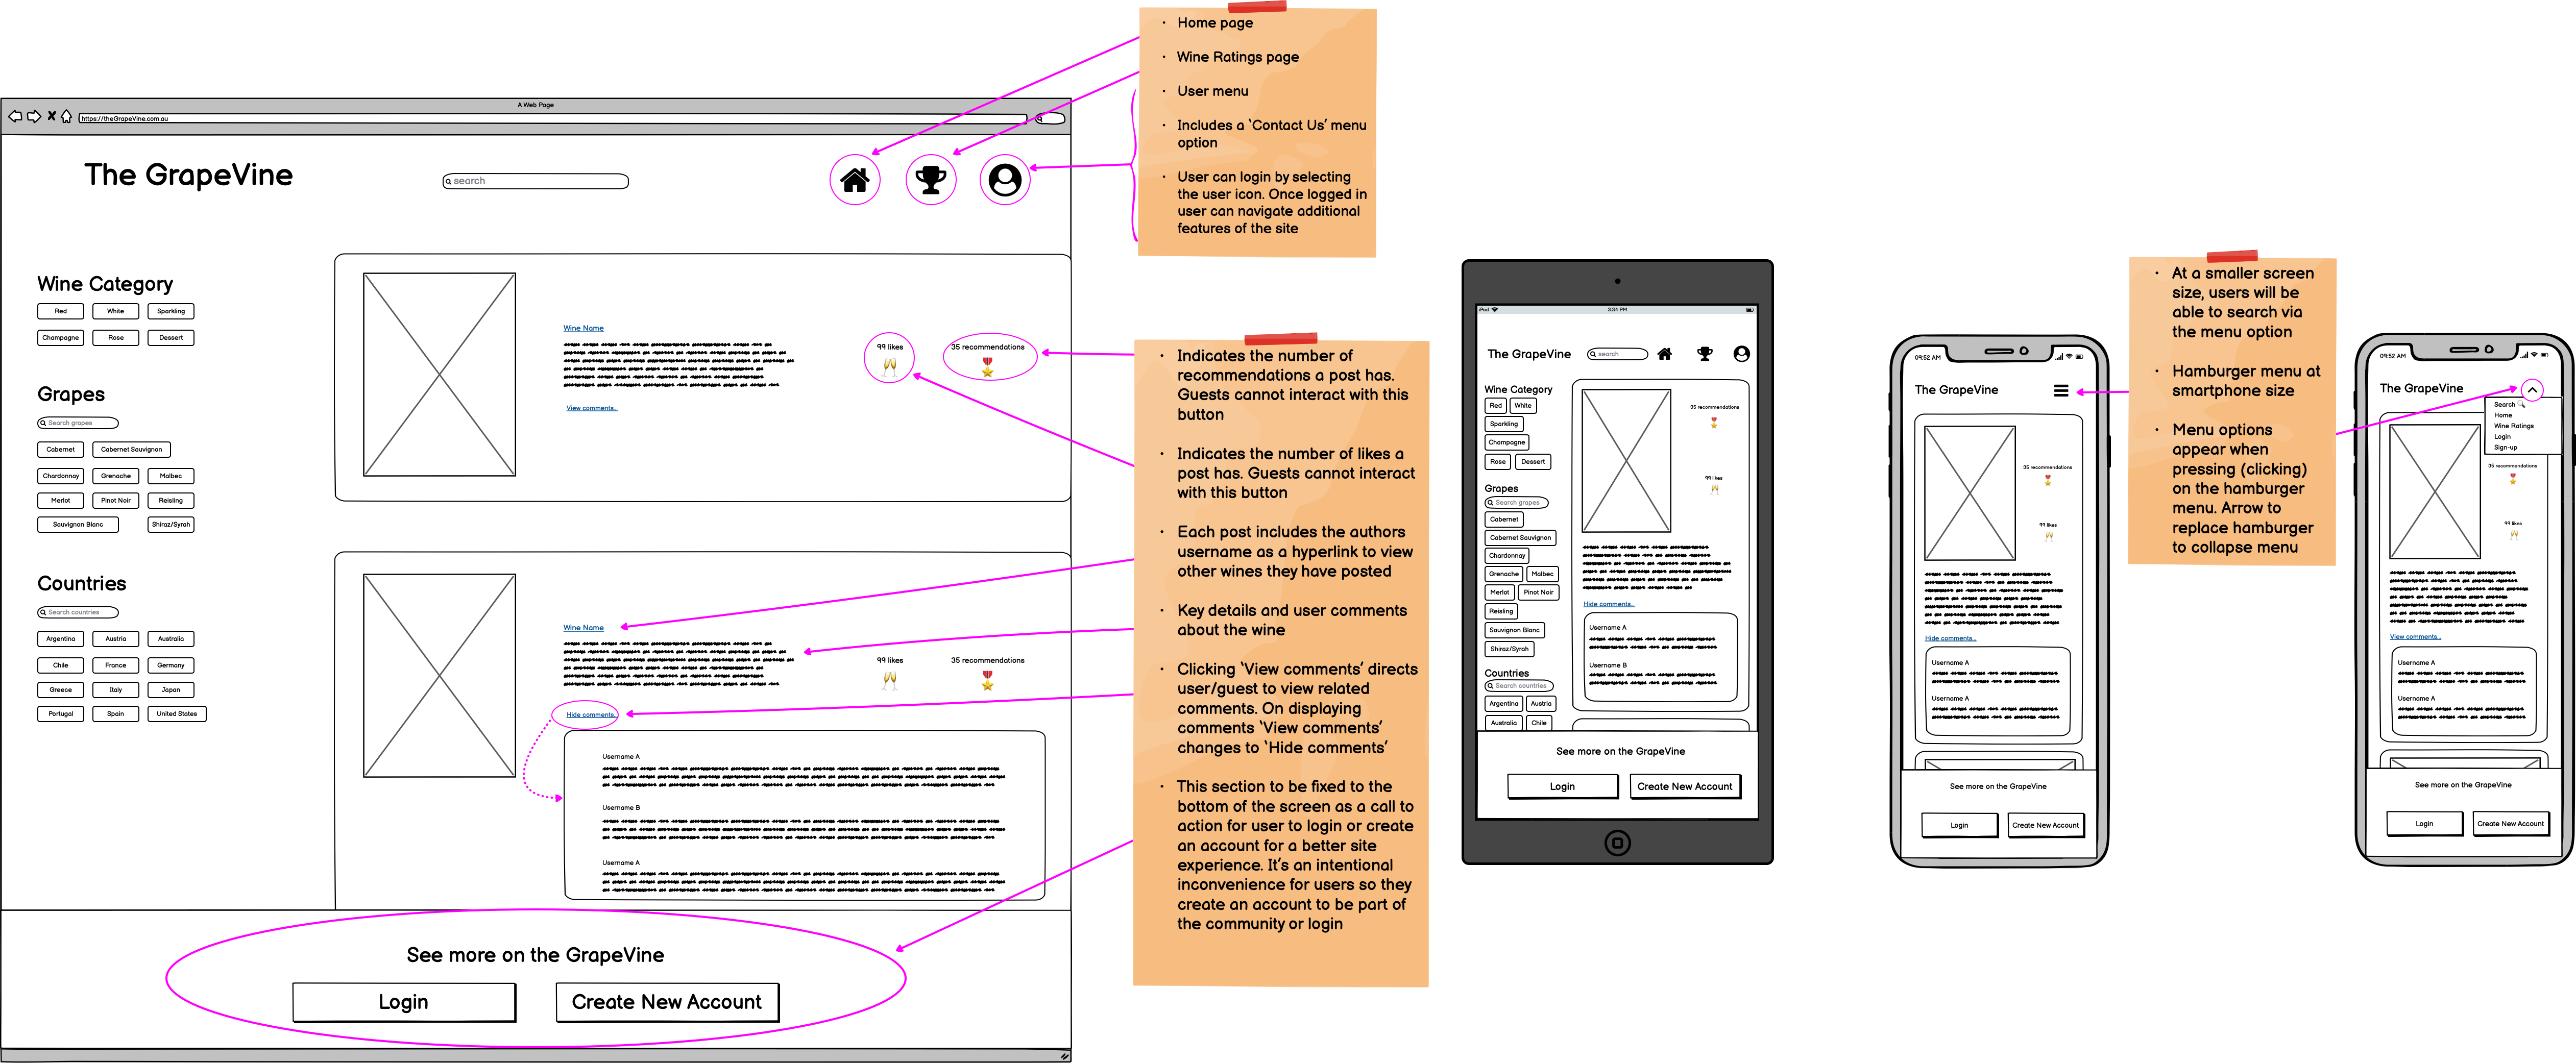 A Web Page
https://theGrapeVine.com.au
The GrapeVine
search
Wine Category
Red White Sparkling
Champagne Rose Dessert
Grapes
Search grapes
Cabernet Cabernet Sauvignon
Chardonnay Grenache Malbec
Merlot Pinot Noir Reisling
Sauvignon Blanc Shiraz/Syrah
Countries
Search countries
Argentina Austria Australia
Chile France Germany
Greece Italy Japan
Portugal Spain United States
Wine Name
99 likes 35 recommendations
View comments...
Wine Name
99 likes 35 recommendations
Hide comments...
Username A
Username B
Username A
See more on the GrapeVine
Login Create New Account
• Home page
• Wine Ratings page
• User menu
• Includes a ‘Contact Us’ menu
option
• User can login by selecting
the user icon. Once logged in
user can navigate additional
features of the site
• Indicates the number of
recommendations a post has.
Guests cannot interact with this
button
• Indicates the number of likes a
post has. Guests cannot interact
with this button
• Each post includes the authors
username as a hyperlink to view
other wines they have posted
• Key details and user comments
about the wine
• Clicking ‘View comments’ directs
user/guest to view related
comments. On displaying
comments ‘View comments’
changes to ‘Hide comments’
• This section to be fixed to the
bottom of the screen as a call to
action for user to login or create
an account for a better site
experience. It’s an intentional
inconvenience for users so they
create an account to be part of
the community or login
iPad 3:34 PM
The GrapeVine search
Wine Category
Red White
Sparkling
Champagne
Rose Dessert
Grapes
Search grapes
Cabernet
Cabernet Sauvignon
Chardonnay
Grenache Malbec
Merlot Pinot Noir
Reisling
Sauvignon Blanc
Shiraz/Syrah
Countries
Search countries
Argentina Austria
Australia Chile
35 recommendations
99 likes
Hide comments...
Username A
Username B
See more on the GrapeVine
Login Create New Account
09:52 AM
The GrapeVine
35 recommendations
99 likes
Hide comments...
Username A
Username A
See more on the GrapeVine
Login Create New Account
• At a smaller screen
size, users will be
able to search via
the menu option
• Hamburger menu at
smartphone size
• Menu options
appear when
pressing (clicking)
on the hamburger
menu. Arrow to
replace hamburger
to collapse menu
09:52 AM
The GrapeVine
Search
Home
Wine Ratings
Login
Sign-up
35 recommendations
99 likes
View comments...
Username A
Username A
See more on the GrapeVine
Login Create New Account